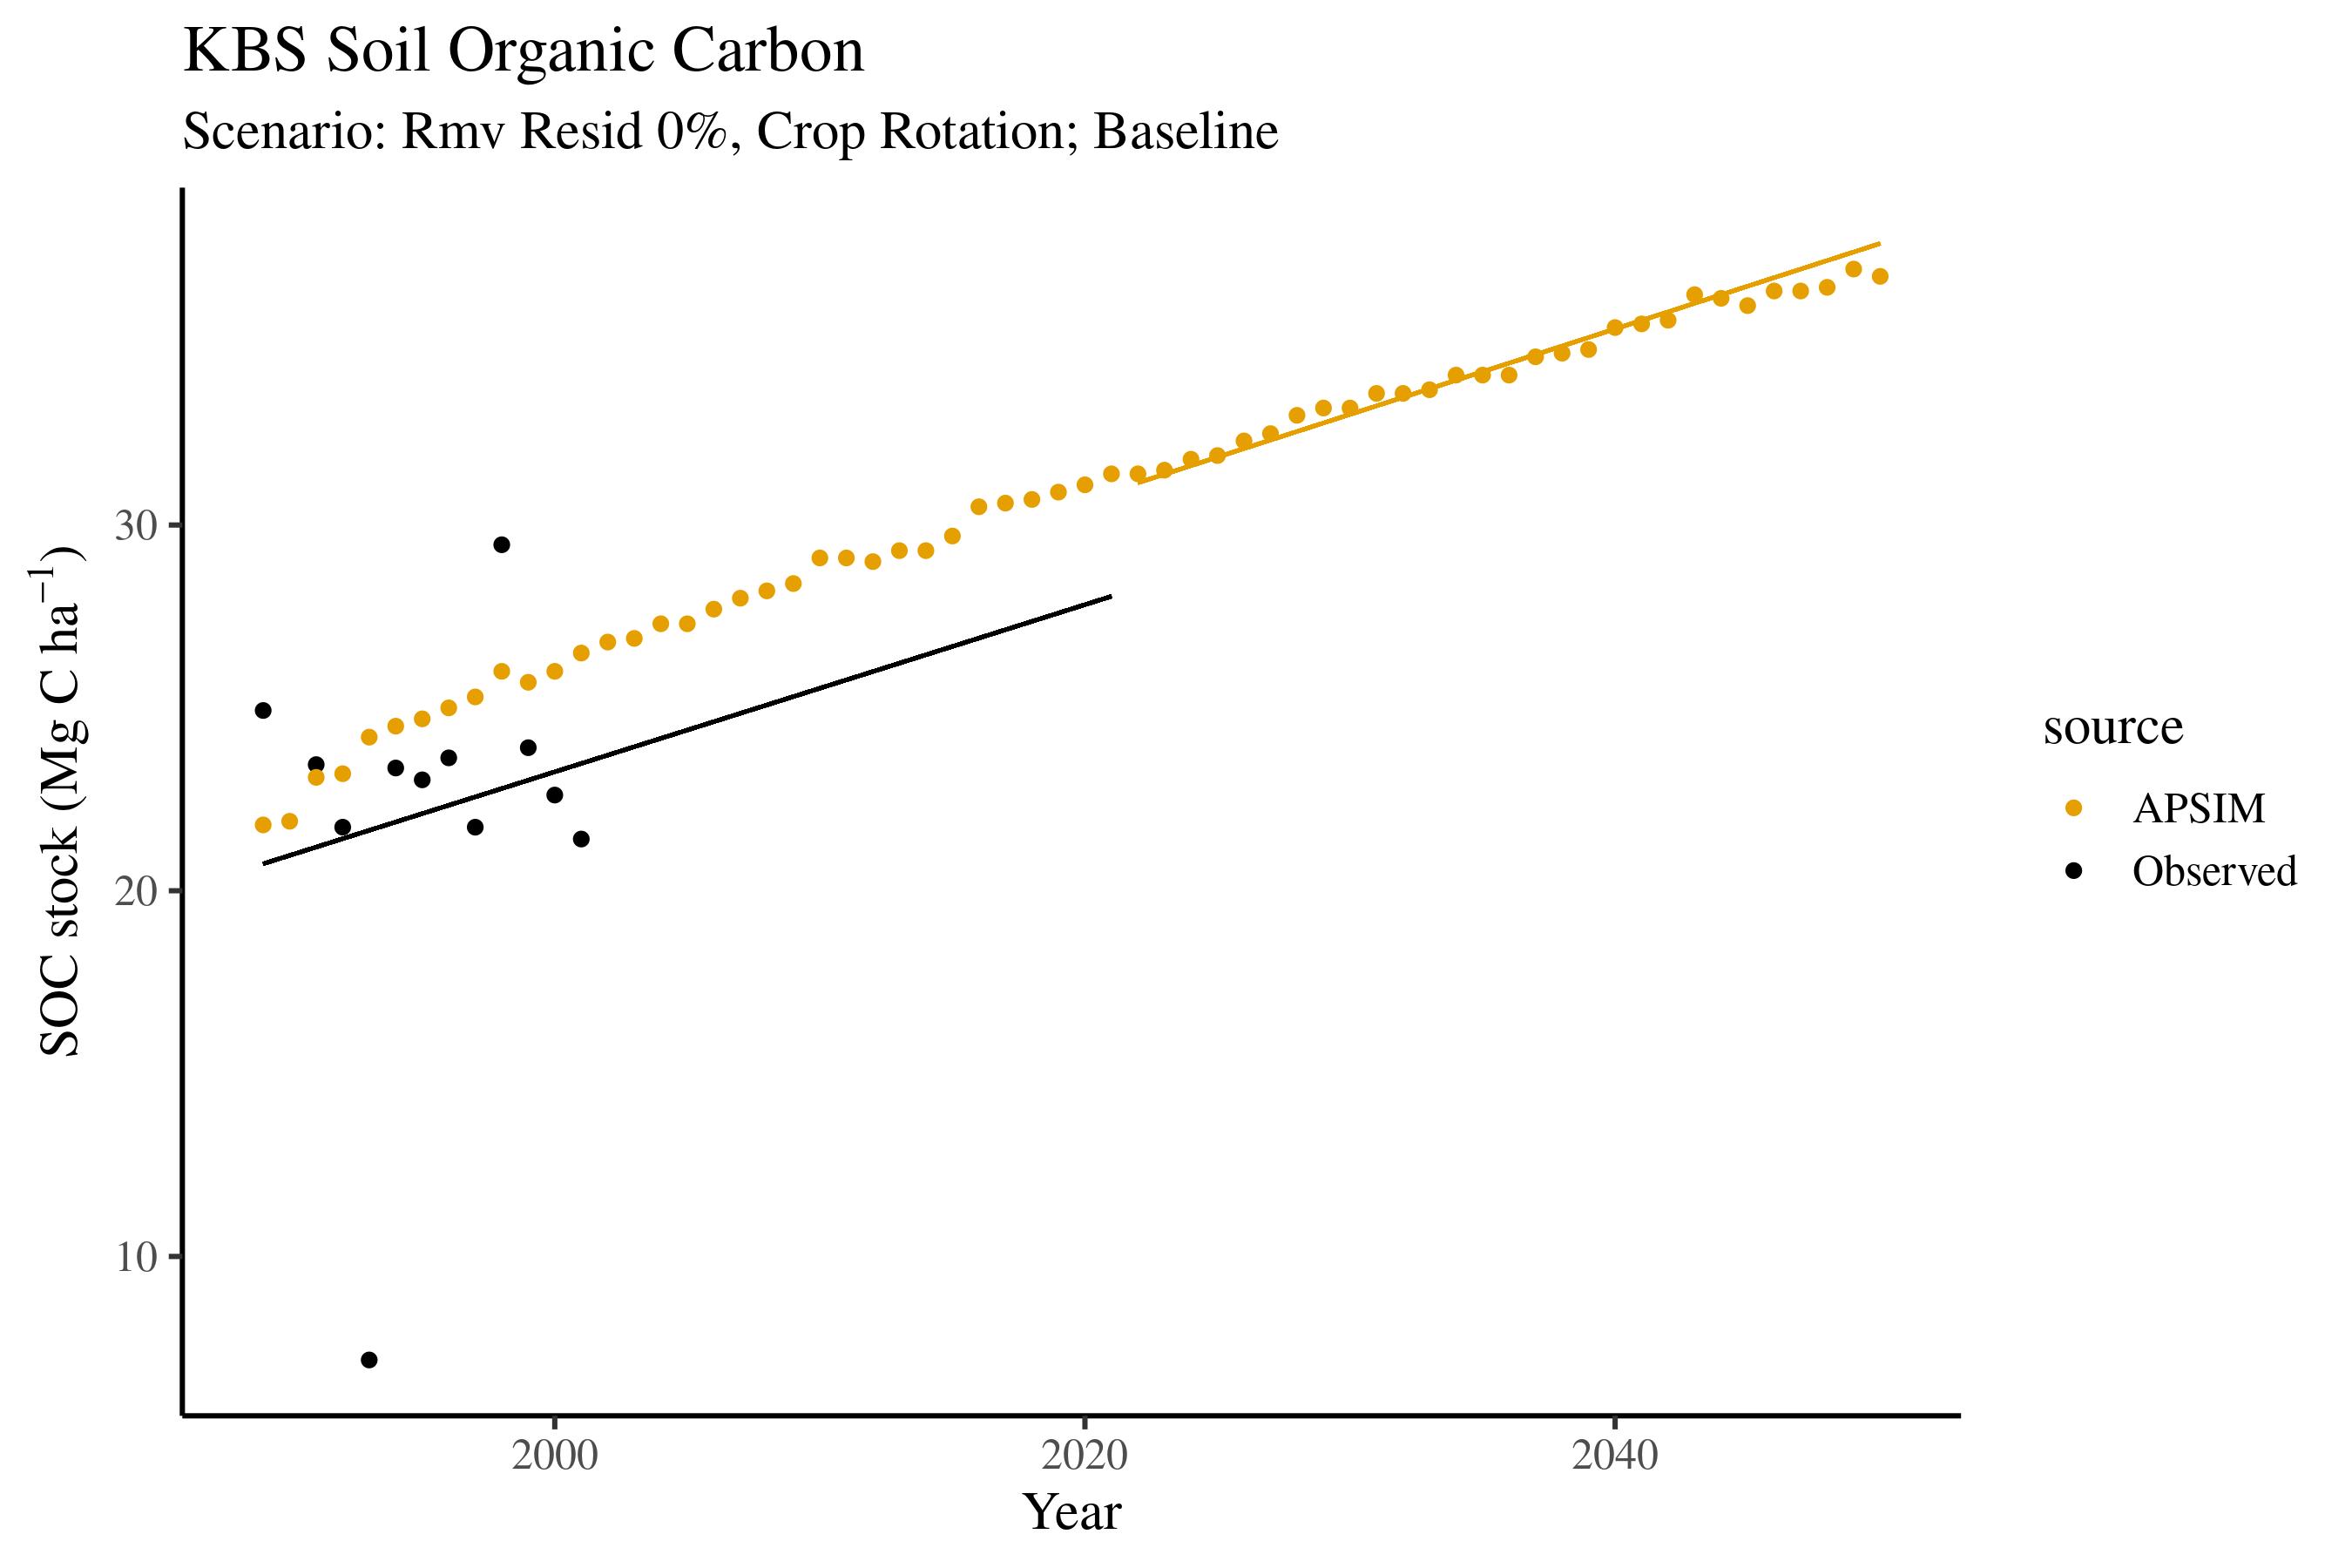 KBS Soil Organic Carbon
Scenario: Rmv Resid 0%, Crop Rotation; Baseline
SOC stock (Mg C ha⁻¹)
30
20
10
2000 2020 2040
Year
source
APSIM
Observed